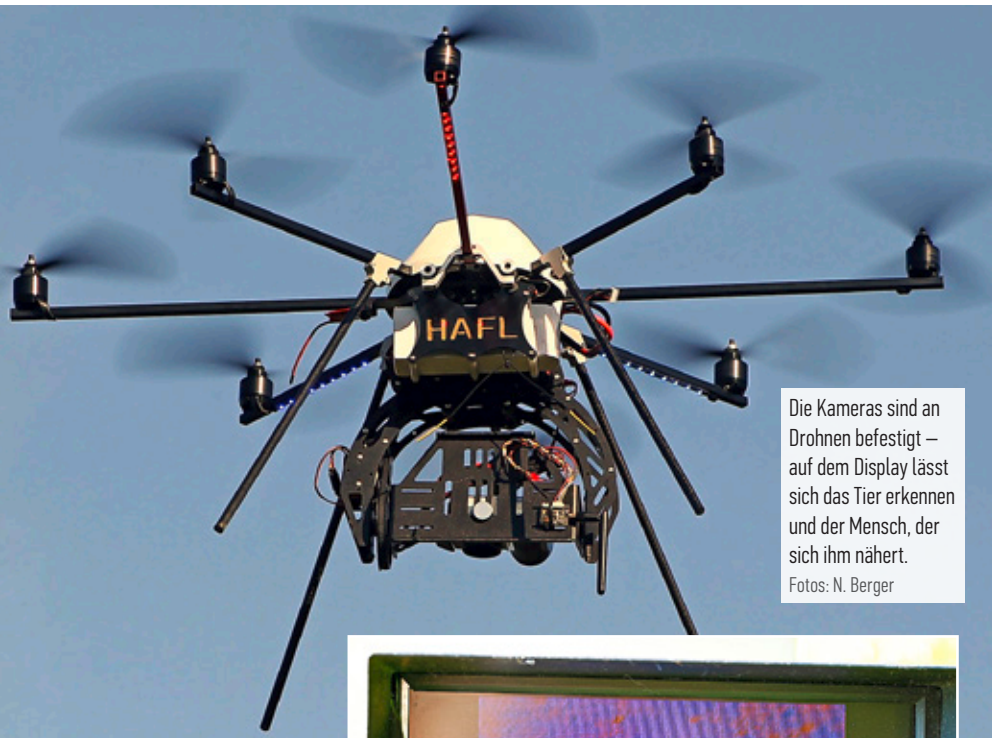 HAFL
Die Kameras sind an
Drohnen befestigt –
auf dem Display lässt
sich das Tier erkennen
und der Mensch, der
sich ihm nähert.
Fotos: N. Berger